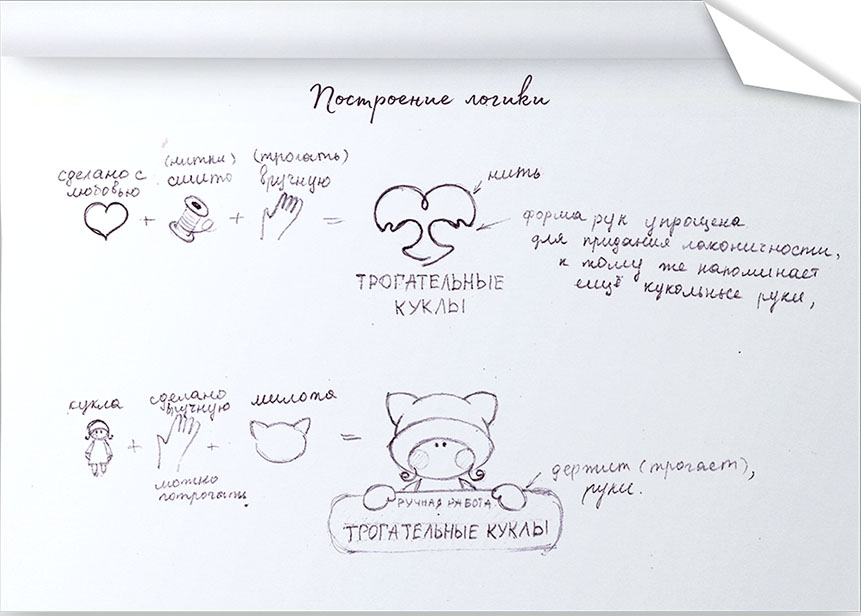 Построение логики
сделано с
любовью
(нитки)
сшито
(трогать)
вручную
нить
форма рук упрощена
для придания лаконичности,
к тому же напоминает
ещё кукольные руки,
ТРОГАТЕЛЬНЫЕ
КУКЛЫ
кукла
сделано
вручную
милота
можно
потрогать
держит (трогает),
руки.
РУЧНАЯ РАБОТА
ТРОГАТЕЛЬНЫЕ КУКЛЫ